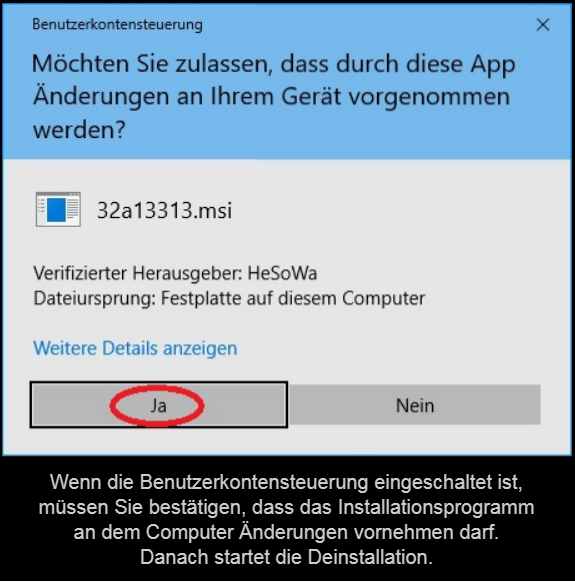 Benutzerkontensteuerung
Möchten Sie zulassen, dass durch diese App
Änderungen an Ihrem Gerät vorgenommen
werden?
32a13313.msi
Verifizierter Herausgeber: HeSoWa
Dateiursprung: Festplatte auf diesem Computer
Weitere Details anzeigen
Ja
Nein
Wenn die Benutzerkontensteuerung eingeschaltet ist,
müssen Sie bestätigen, dass das Installationsprogramm
an dem Computer Änderungen vornehmen darf.
Danach startet die Deinstallation.